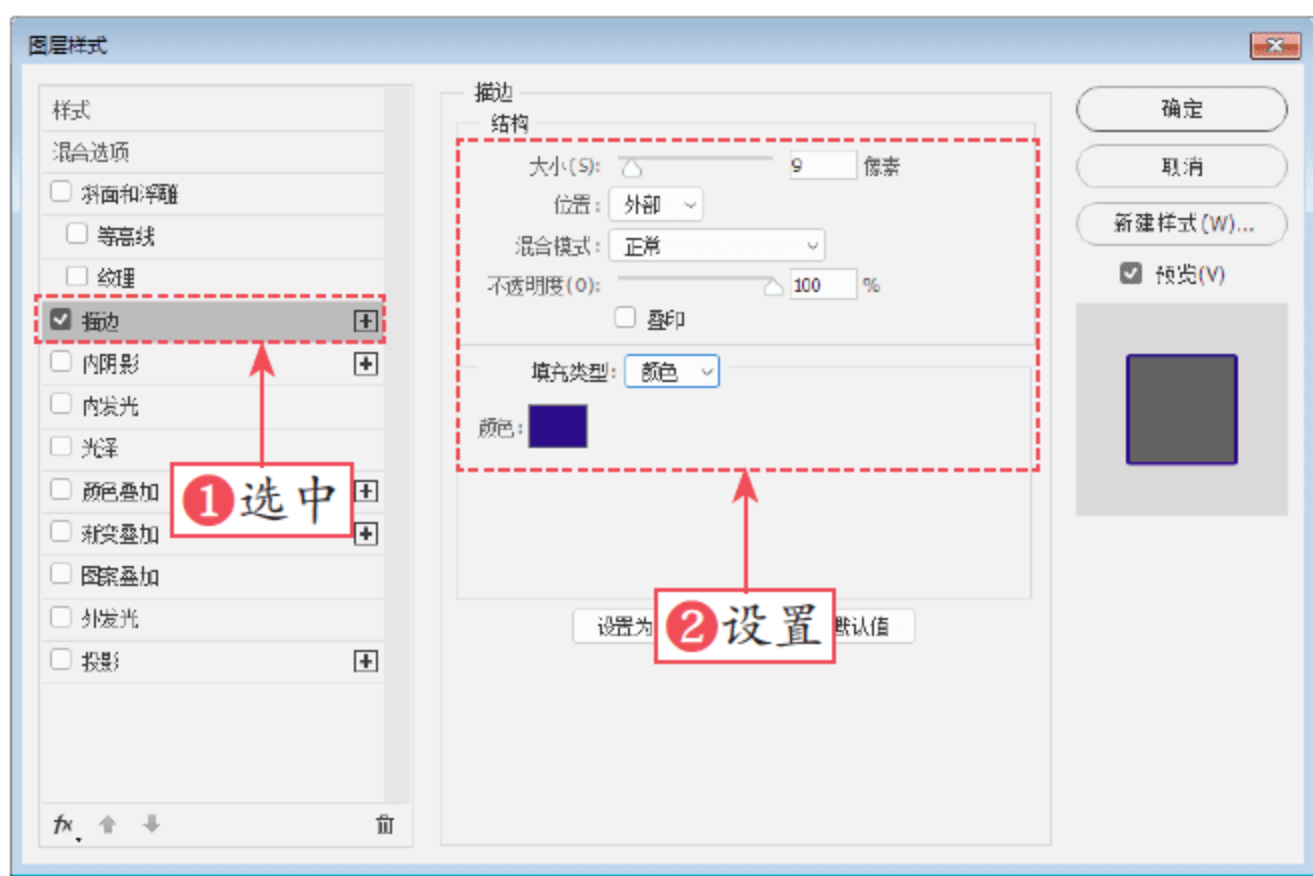 图层样式
样式
混合选项
斜面和浮雕
等高线
纹理
描边
内阴影
内发光
光泽
颜色叠加
渐变叠加
图案叠加
外发光
投影
fx
❶选中
描边
结构
大小(S): 9 像素
位置: 外部
混合模式: 正常
不透明度(O): 100 %
叠印
填充类型: 颜色
颜色:
设置为
❷设置
默认值
确定
取消
新建样式(W)...
预览(V)